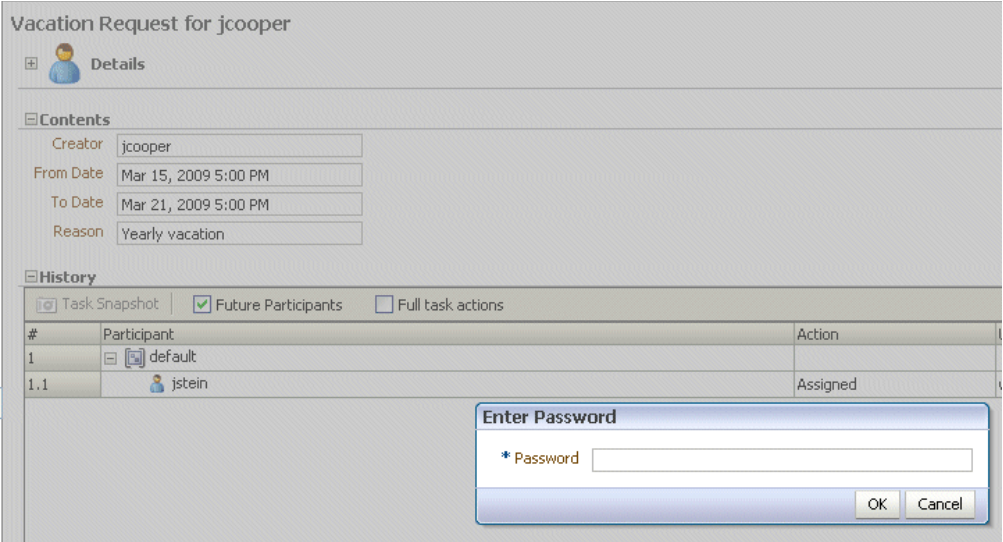 Vacation Request for jcooper
Details
Contents
Creator jcooper
From Date Mar 15, 2009 5:00 PM
To Date Mar 21, 2009 5:00 PM
Reason Yearly vacation
History
Task Snapshot Future Participants Full task actions
# Participant Action
1 default
1.1 jstein Assigned
Enter Password
* Password
OK Cancel